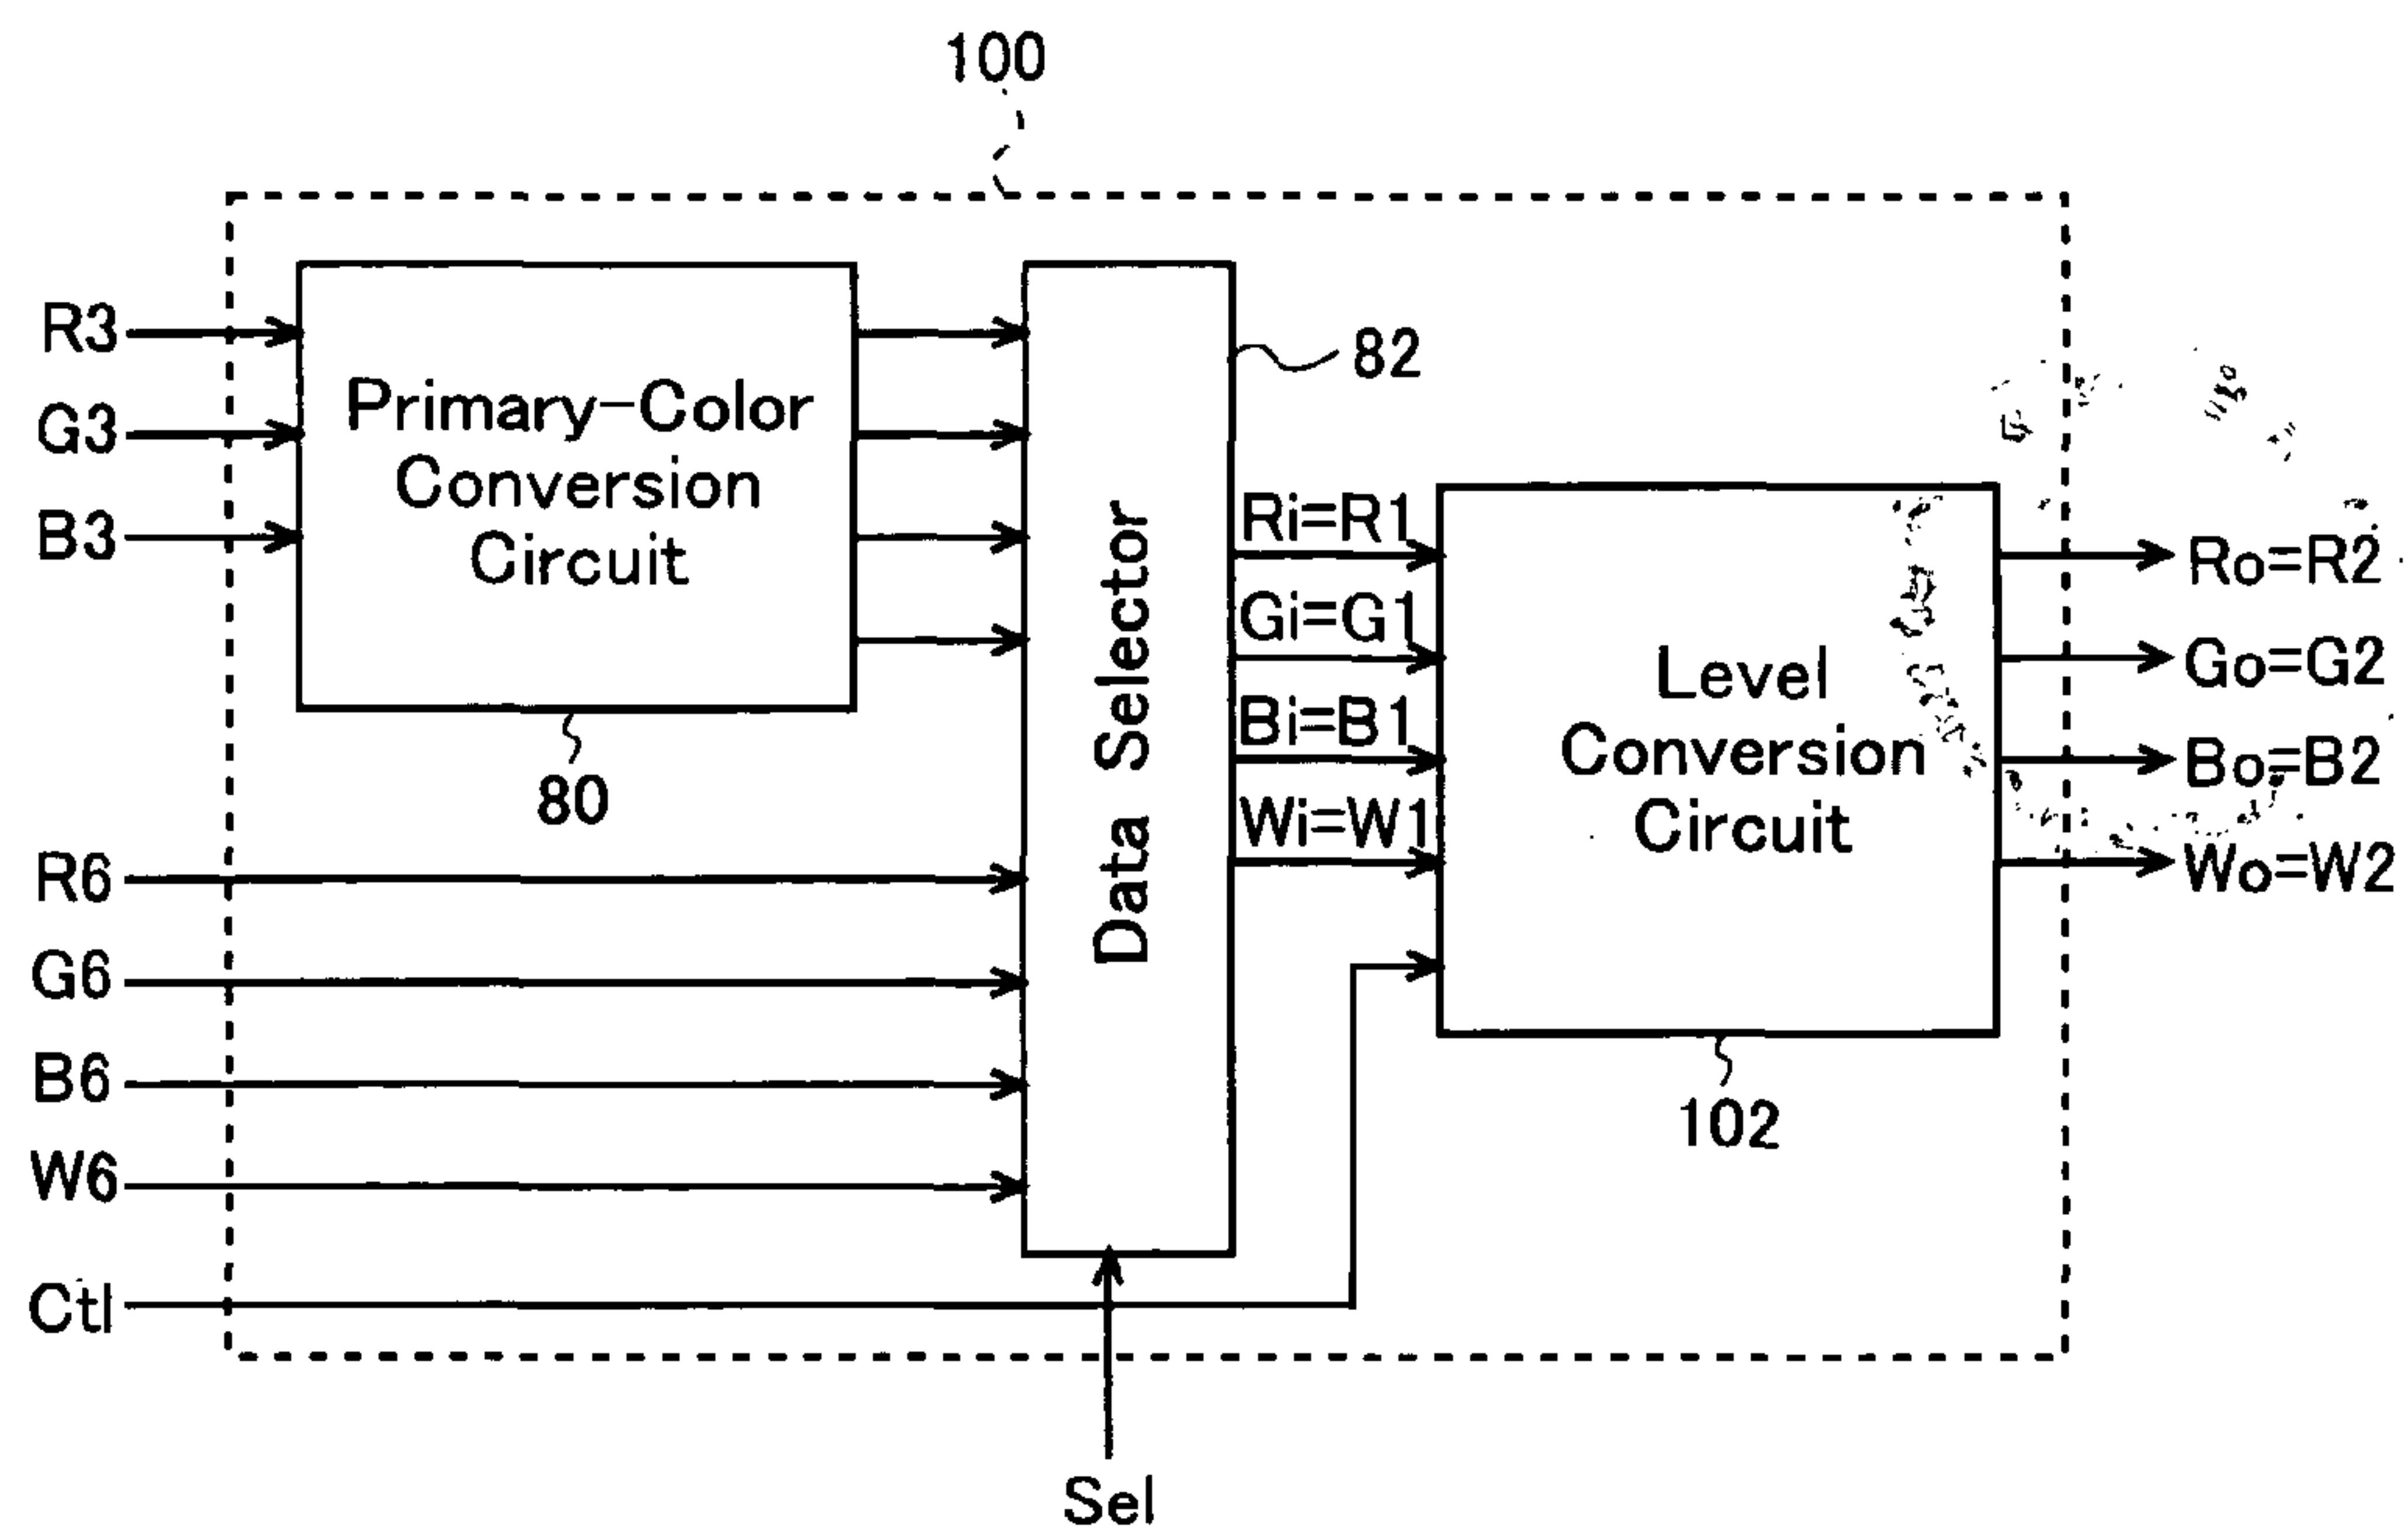 100
R3
G3
B3
Primary-Color
Conversion
Circuit
80
82
Data Selector
Ri=R1
Gi=G1
Bi=B1
Wi=W1
Level
Conversion
Circuit
102
Ro=R2
Go=G2
Bo=B2
Wo=W2
R6
G6
B6
W6
Ctl
Sel